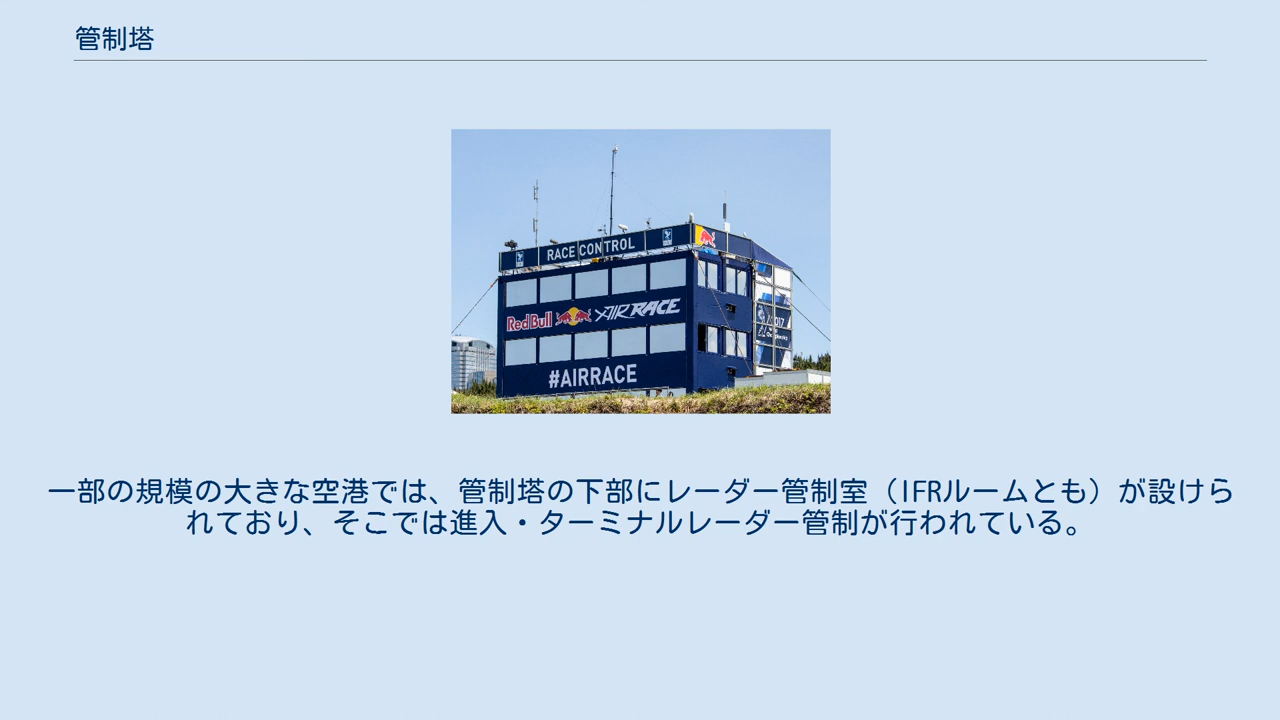 管制塔
RACE CONTROL
Red Bull AIR RACE
#AIRRACE
一部の規模の大きな空港では、管制塔の下部にレーダー管制室（IFRルームとも）が設けら
れており、そこでは進入・ターミナルレーダー管制が行われている。